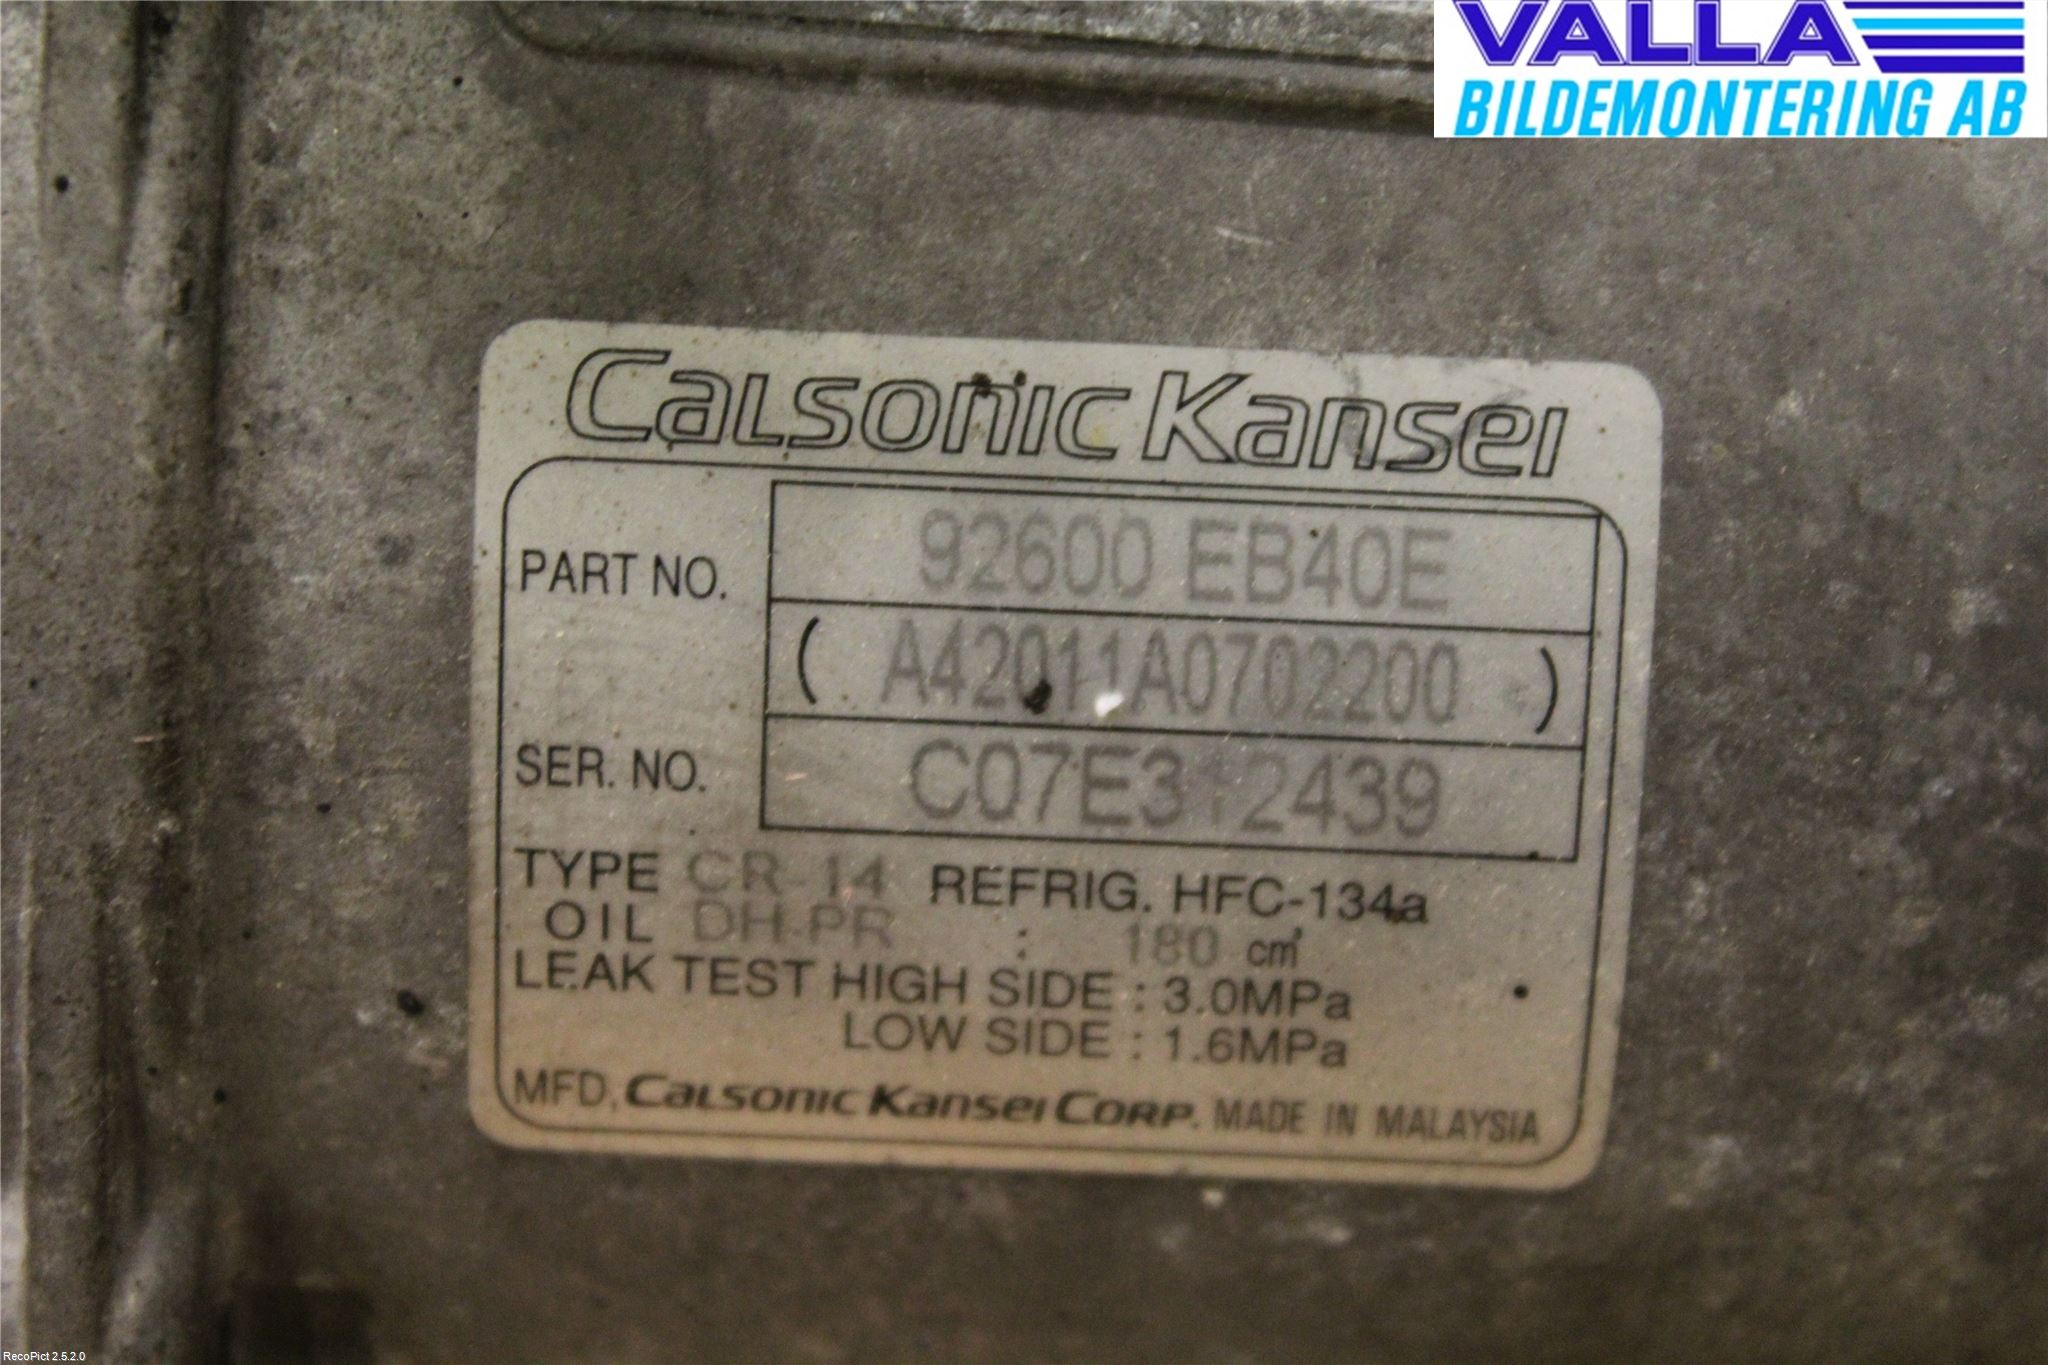 VALLA
BILDEMONTERING AB
CALSONIC KANSEI
PART NO. 92600 EB40E
( A42011A0702200 )
SER. NO. C07E312439
TYPE CR-14 REFRIG. HFC-134a
OIL DH-PR : 180 cm³
LEAK TEST HIGH SIDE : 3.0MPa
LOW SIDE : 1.6MPa
MFD. CALSONIC KANSEI CORP. MADE IN MALAYSIA
RecoPict 2.5.2.0